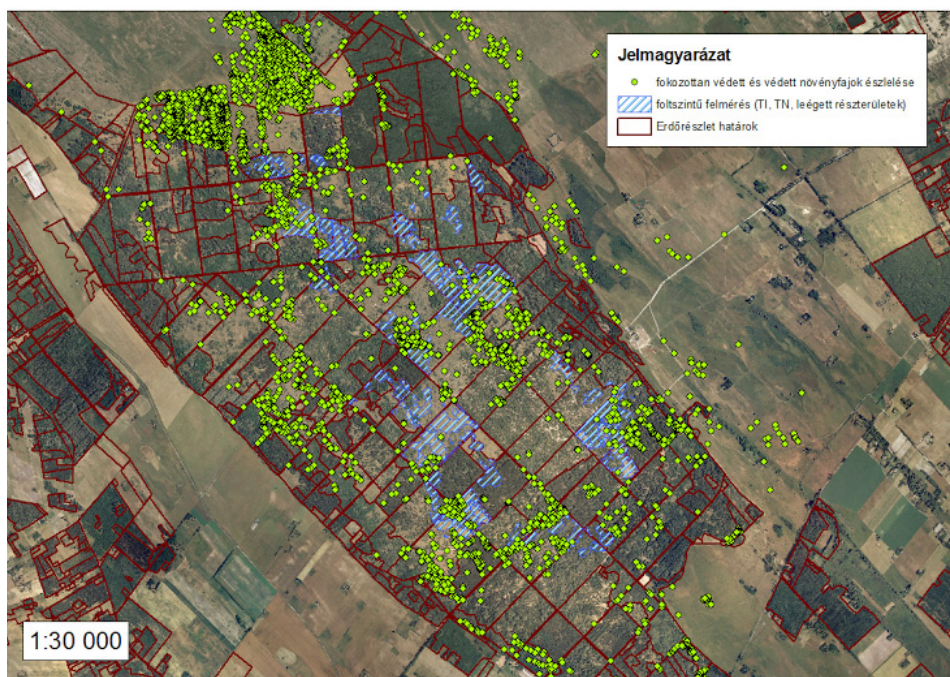 Jelmagyarázat
fokozottan védett és védett növényfajok észlelése
foltszintű felmérés (TI, TN, leégett részterületek)
Erdőrészlet határok
1:30 000